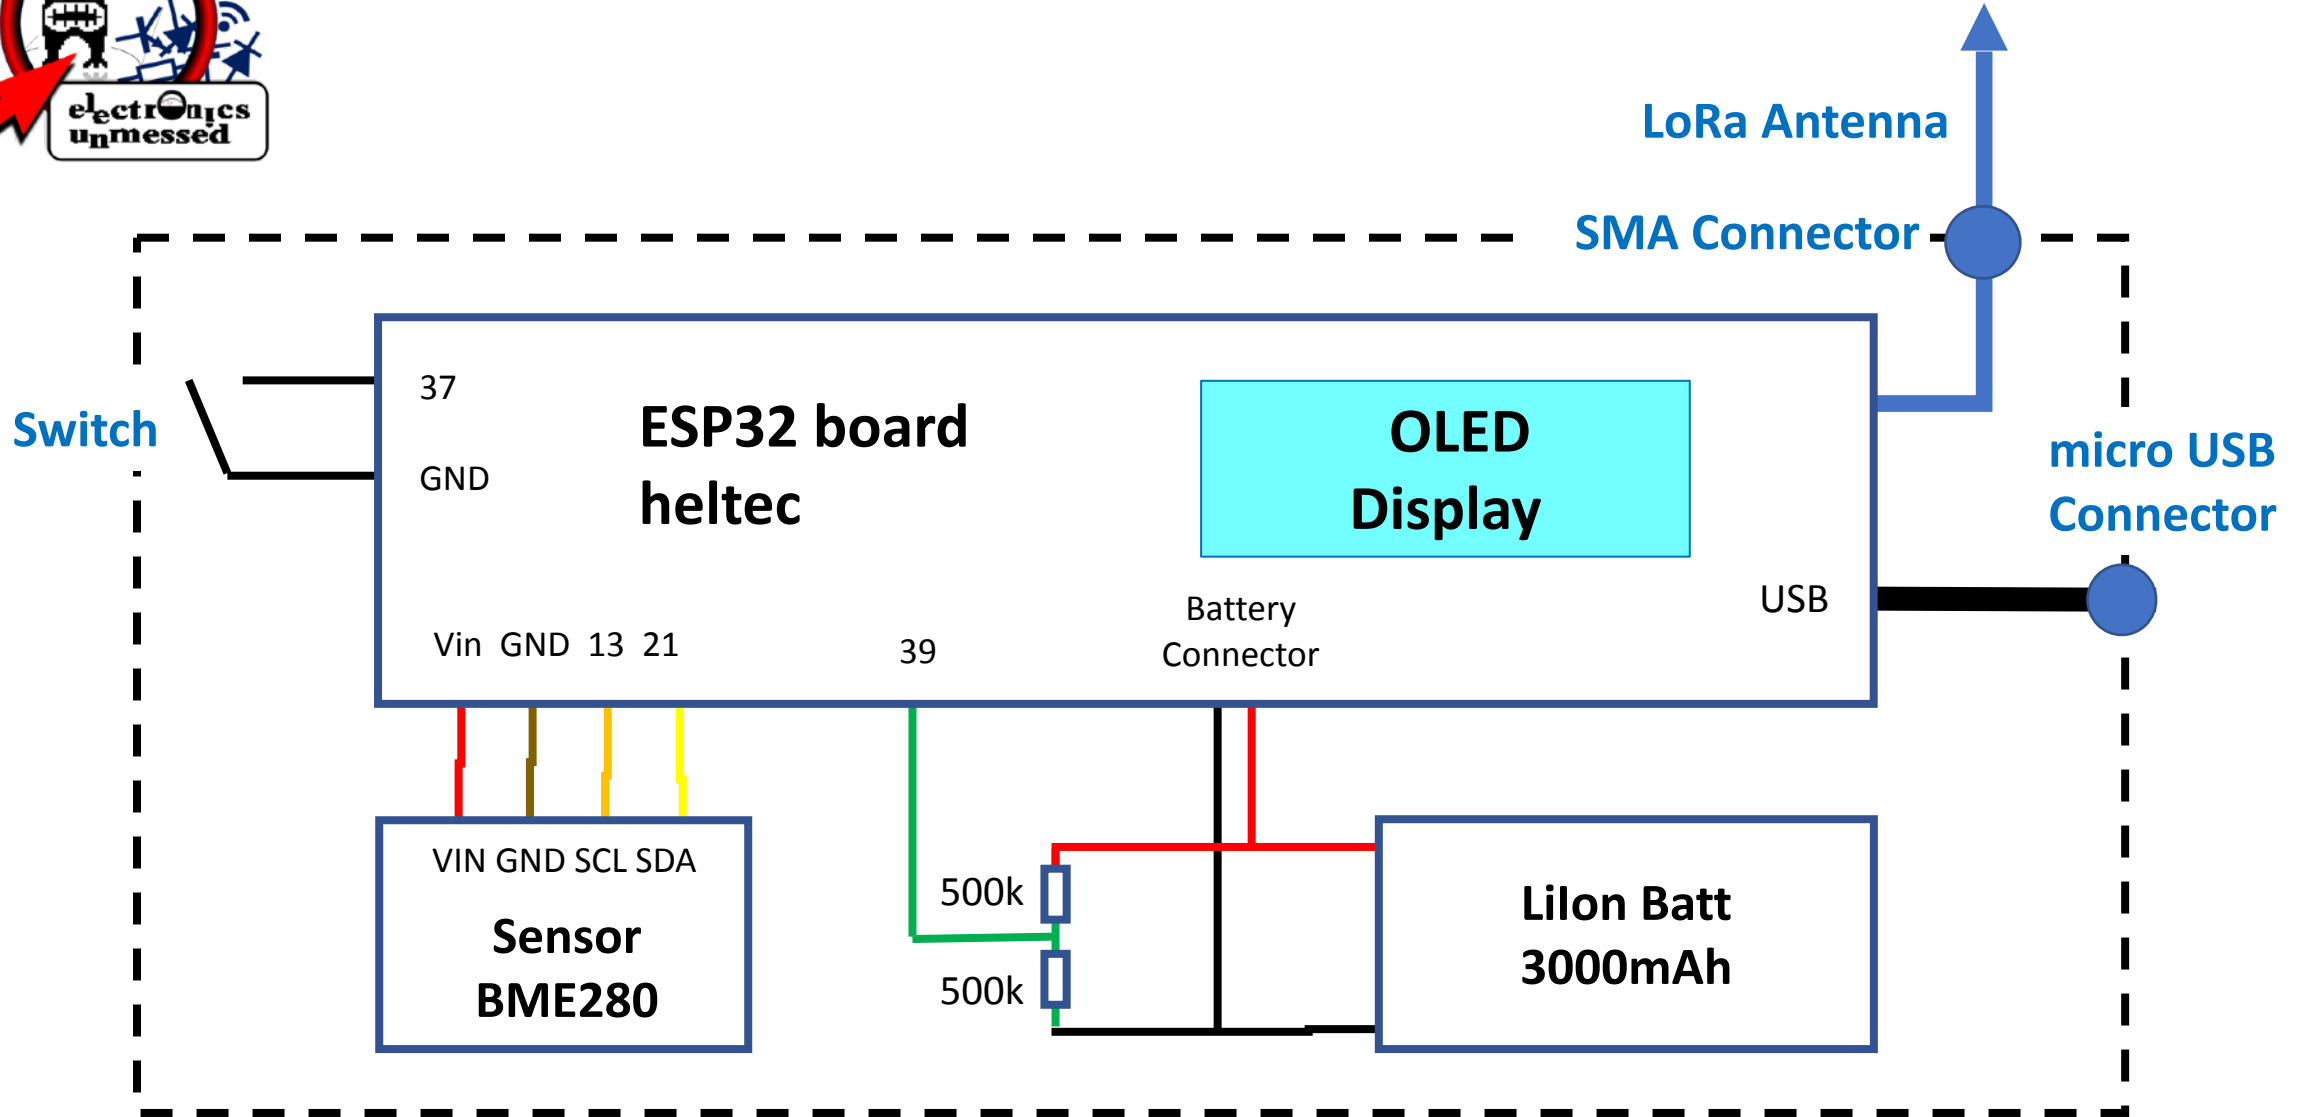 electronics
unmessed
LoRa Antenna
SMA Connector
37
Switch
GND
ESP32 board
heltec
OLED
Display
micro USB
Connector
USB
Battery
Connector
Vin GND 13 21
39
VIN GND SCL SDA
Sensor
BME280
500k
500k
LiIon Batt
3000mAh